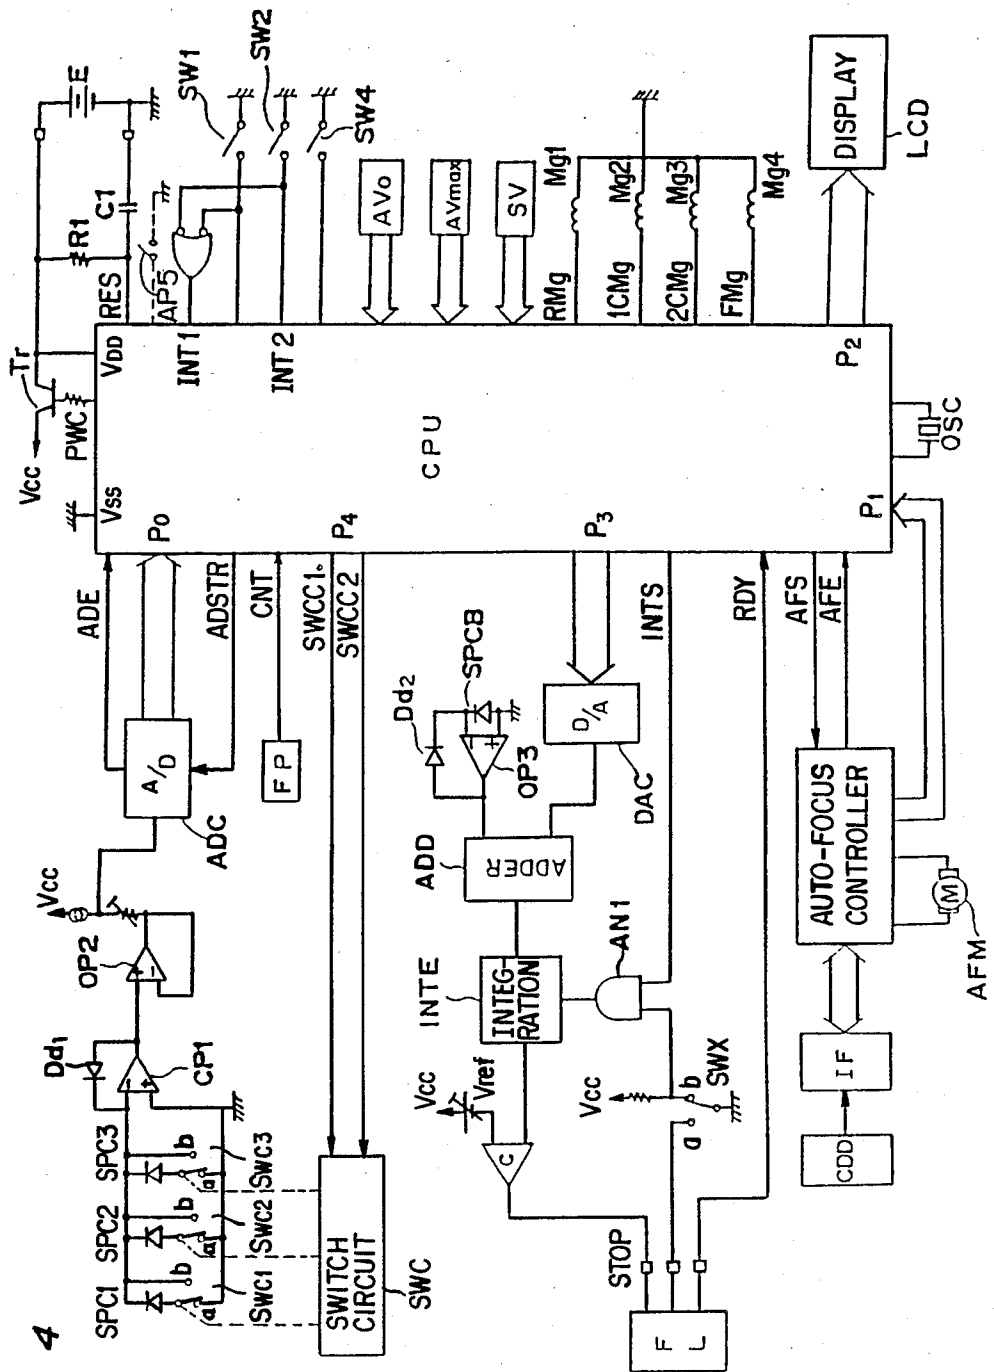 4
SPC1
SPC2
SPC3
Dd1
CP1
OP2
Vcc
a
b
a
b
a
b
SWC1
SWC2
SWC3
SWITCH
CIRCUIT
SWC
A/D
ADC
ADE
ADSTR
CNT
FP
SWCC1
SWCC2
Vcc
Tr
PWC
Vss
VDD
P0
P4
P3
P1
P2
CPU
RES
R1
C1
E
AP5
INT1
INT2
SW1
SW2
SW4
AVo
AVmax
SV
RMg
1CMg
2CMg
FMg
Mg1
Mg2
Mg3
Mg4
DISPLAY
LCD
OSC
Dd2
SPCB
OP3
D/A
DAC
ADD
ADDER
INTE
INTEG-
RATION
AN1
INTS
RDY
Vcc
Vref
C
Vcc
a
b
SWX
STOP
F
L
AFS
AFE
AUTO-FOCUS
CONTROLLER
M
AFM
IF
CDD